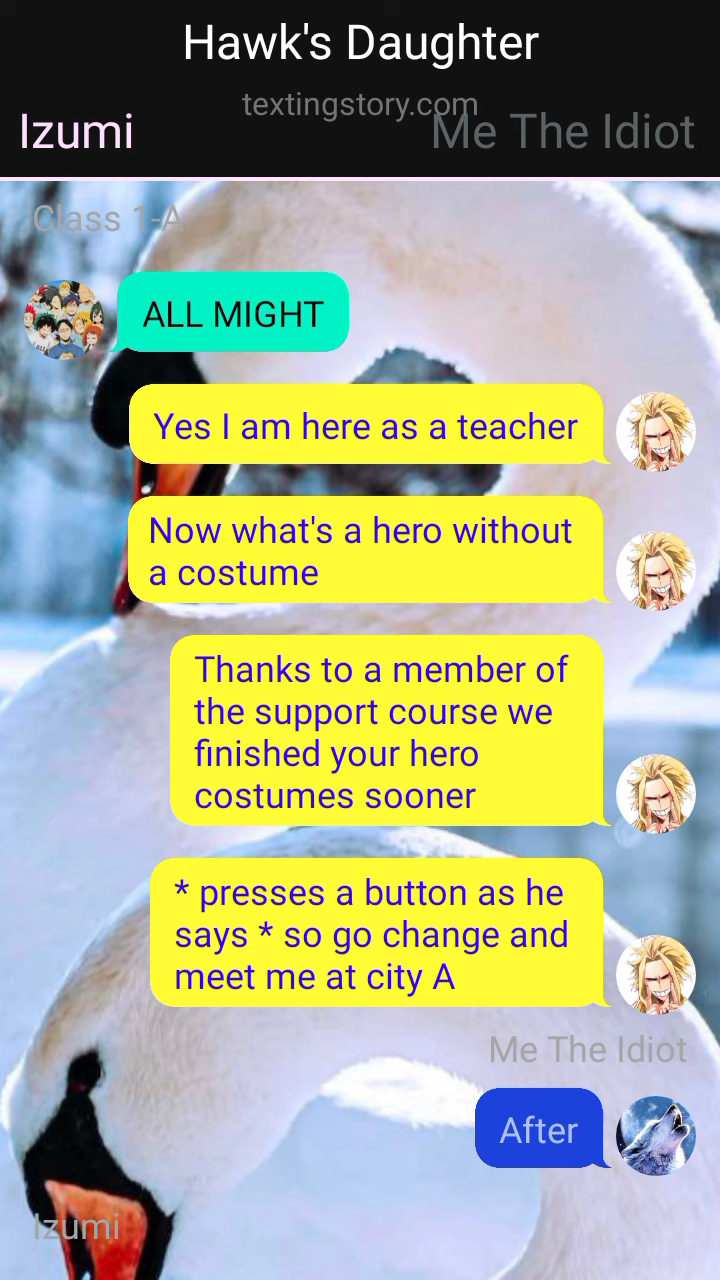 Hawk's Daughter
textingstory.com
Izumi
Me The Idiot
Class 1-A
ALL MIGHT
Yes I am here as a teacher
Now what's a hero without
a costume
Thanks to a member of
the support course we
finished your hero
costumes sooner
* presses a button as he
says * so go change and
meet me at city A
Me The Idiot
After
Izumi